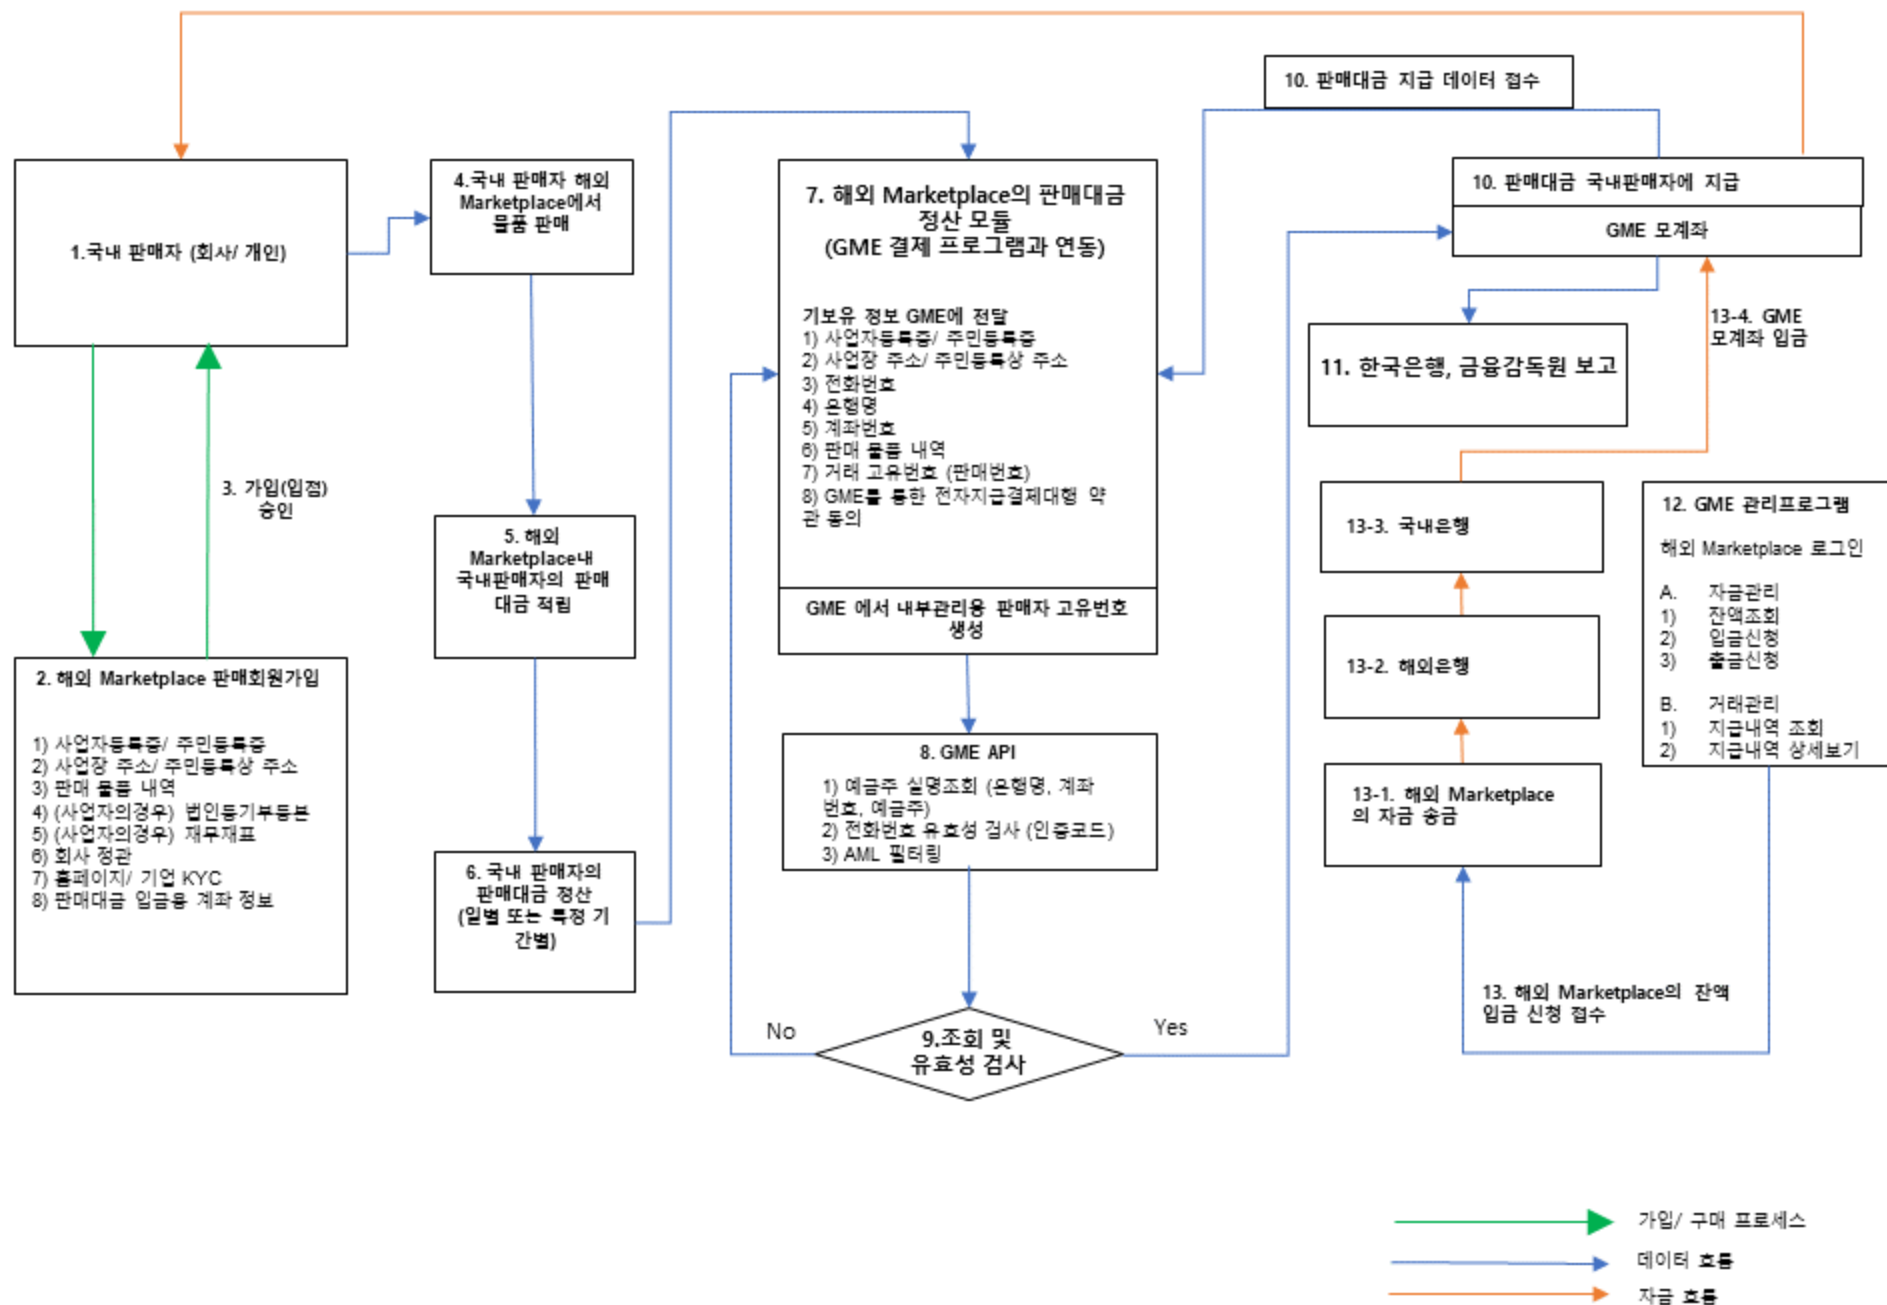 10. 판매대금 지급 데이터 접수
1.국내 판매자 (회사/ 개인)
3. 가입(입점)
승인
2. 해외 Marketplace 판매회원가입
1) 사업자등록증/ 주민등록증
2) 사업장 주소/ 주민등록상 주소
3) 판매 물품 내역
4) (사업자의경우) 법인등기부등본
5) (사업자의경우) 재무재표
6) 회사 정관
7) 홈페이지/ 기업 KYC
8) 판매대금 입금용 계좌 정보
4.국내 판매자 해외
Marketplace에서
물품 판매
5. 해외
Marketplace내
국내판매자의 판매
대금 적립
6. 국내 판매자의
판매대금 정산
(일별 또는 특정 기
간별)
7. 해외 Marketplace의 판매대금
정산 모듈
(GME 결제 프로그램과 연동)
기보유 정보 GME에 전달
1) 사업자등록증/ 주민등록증
2) 사업장 주소/ 주민등록상 주소
3) 전화번호
4) 은행명
5) 계좌번호
6) 판매 물품 내역
7) 거래 고유번호 (판매번호)
8) GME를 통한 전자지급결제대행 약
관 동의
GME 에서 내부관리용 판매자 고유번호
생성
8. GME API
1) 예금주 실명조회 (은행명, 계좌
번호, 예금주)
2) 전화번호 유효성 검사 (인증코드)
3) AML 필터링
9.조회 및
유효성 검사
No
Yes
10. 판매대금 국내판매자에 지급
GME 모계좌
11. 한국은행, 금융감독원 보고
13-4. GME
모계좌 입금
13-3. 국내은행
13-2. 해외은행
13-1. 해외 Marketplace
의 자금 송금
12. GME 관리프로그램
해외 Marketplace 로그인
A. 자금관리
1) 잔액조회
2) 입금신청
3) 출금신청
B. 거래관리
1) 지급내역 조회
2) 지급내역 상세보기
13. 해외 Marketplace의 잔액
입금 신청 접수
가입/ 구매 프로세스
데이터 흐름
자금 흐름